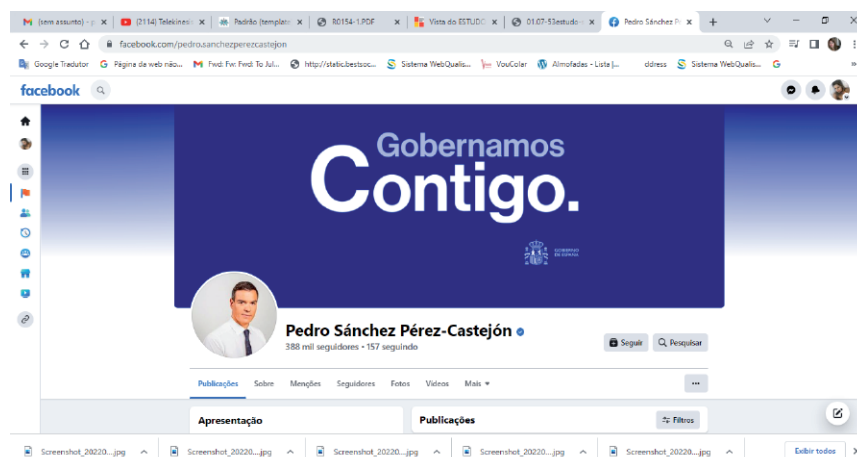 (sem assunto) - p
(2114) Telekinesis
Padrão (template
R0154-1.PDF
Vista do ESTUDO
01.07-53estudo-
Pedro Sánchez Pé
facebook.com/pedro.sanchezperezcastejon
Google Tradutor
Página da web não...
Fwd: Fw: Fwd: To Jul...
http://static.bestsoc...
Sistema WebQualis...
VouColar
Almofadas - Lista |...
ddress
Sistema WebQualis...
facebook
Gobernamos
Contigo.
GOBIERNO
DE ESPAÑA
Pedro Sánchez Pérez-Castejón
388 mil seguidores • 157 seguindo
Seguir
Pesquisar
Publicações Sobre Menções Seguidores Fotos Vídeos Mais
Apresentação
Publicações
Filtros
Screenshot_20220....jpg
Screenshot_20220....jpg
Screenshot_20220....jpg
Screenshot_20220....jpg
Screenshot_20220....jpg
Exibir todos